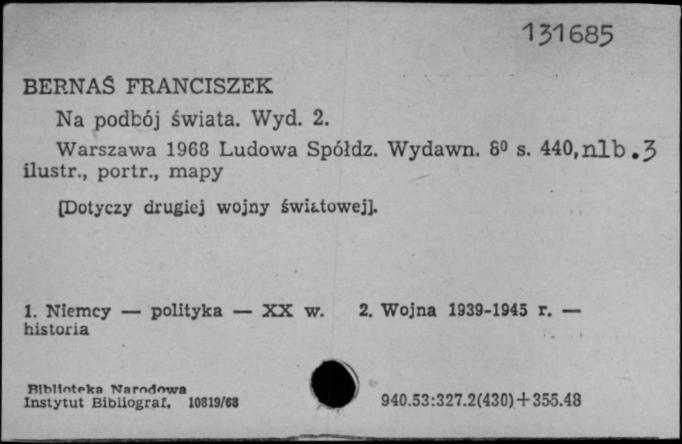 131685
BERNAŚ FRANCISZEK
Na podbój świata. Wyd. 2.
Warszawa 1968 Ludowa Spółdz. Wydawn. 8⁰ s. 440, nlb. 3
ilustr., portr., mapy
[Dotyczy drugiej wojny światowej].
1. Niemcy — polityka — XX w. 2. Wojna 1939-1945 r. —
historia
Biblioteka Narodowa
Instytut Bibliograf. 10819/68
940.53:327.2(430)+355.48